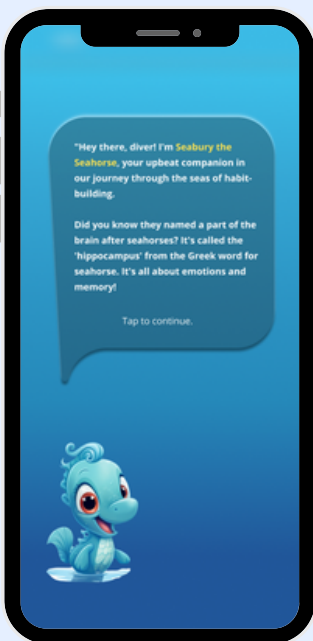 "Hey there, diver! I'm Seabury the
Seahorse, your upbeat companion in
our journey through the seas of habit-
building.
Did you know they named a part of the
brain after seahorses? It's called the
'hippocampus' from the Greek word for
seahorse. It's all about emotions and
memory!
Tap to continue.